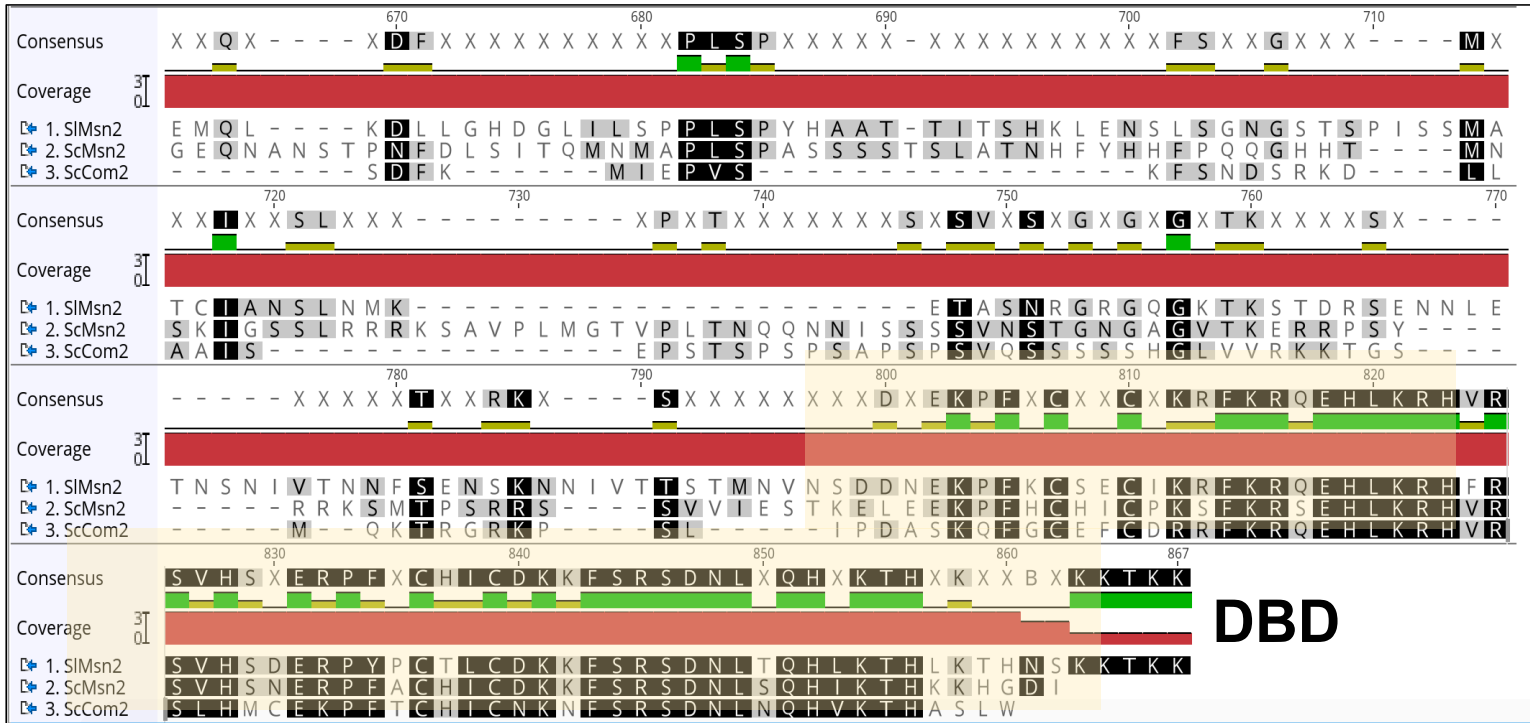 670 680 690 700 710
Consensus X X Q X - - - - X D F X X X X X X X X X X P L S P X X X X X - X X X X X X X X X X F S X X G X X X - - - - M X
Coverage 3 0
1. SlMsn2 E M Q L - - - - K D L L G H D G L I L S P P L S P Y H A A T - T I T S H K L E N S L S G N G S T S P I S S M A
2. ScMsn2 G E Q N A N S T P N F D L S I T Q M N M A P L S P A S S S S T S L A T N H F Y H H F P Q Q G H H T - - - - M N
3. ScCom2 - - - - - - - - S D F K - - - - - - M I E P V S - - - - - - - - - - - - - - - - K F S N D S R K D - - - - L L
720 730 740 750 760 770
Consensus X X I X X S L X X X - - - - - - - - - X P X T X X X X X X X S X S V X S X G X G X G X T K X X X X S X - - - -
Coverage 3 0
1. SlMsn2 T C I A N S L N M K - - - - - - - - - - - - - - - - - - - - - E T A S N R G R G Q G K T K S T D R S E N N L E
2. ScMsn2 S K I G S S L R R R K S A V P L M G T V P L T N Q Q N N I S S S S V N S T G N G A G V T K E R R P S Y - - - -
3. ScCom2 A A I S - - - - - - - - - - - - - - - E P S T S P S P S A P S P S V Q S S S S S H G L V V R K K T G S - - - -
780 790 800 810 820
Consensus - - - - - X X X X X T X X R K X - - - - S X X X X X X X X D X E K P F X C X X C X K R F K R Q E H L K R H V R
Coverage 3 0
1. SlMsn2 T N S N I V T N N F S E N S K N N I V T T S T M N V N S D D N E K P F K C S E C I K R F K R Q E H L K R H F R
2. ScMsn2 - - - - - R R K S M T P S R R S - - - - S V V I E S T K E L E E K P F H C H I C P K S F K R S E H L K R H V R
3. ScCom2 - - - - - M - - Q K T R G R K P - - - - S L - - - - - I P D A S K Q F G C E F C D R R F K R Q E H L K R H V R
830 840 850 860 867
Consensus S V H S X E R P F X C H I C D K K F S R S D N L X Q H X K T H X K X X B X K K T K K
Coverage 3 0
1. SlMsn2 S V H S D E R P Y P C T L C D K K F S R S D N L T Q H L K T H L K T H N S K K T K K
2. ScMsn2 S V H S N E R P F A C H I C D K K F S R S D N L S Q H I K T H K K H G D I
3. ScCom2 S L H M C E K P F T C H I C N K N F S R S D N L N Q H V K T H A S L W
DBD